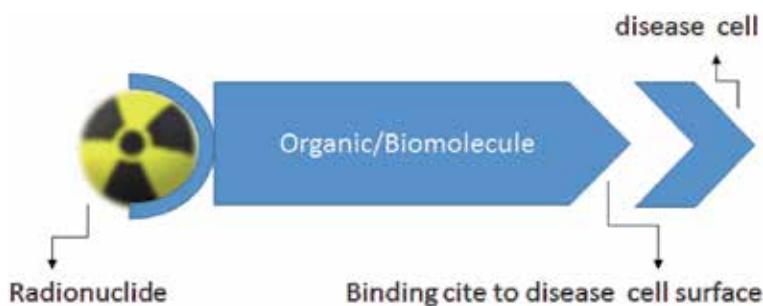 disease cell
Organic/Biomolecule
Radionuclide
Binding cite to disease cell surface